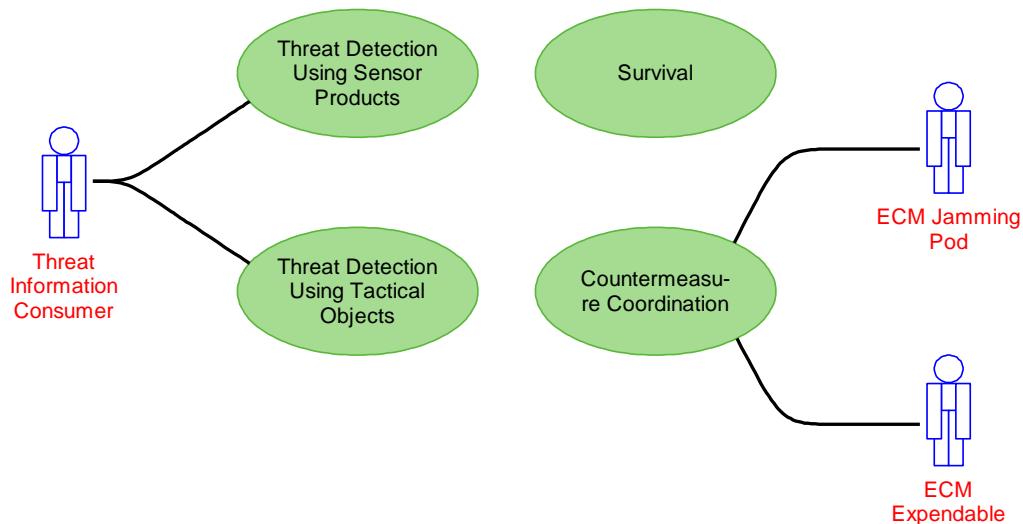 Threat Detection
Using Sensor
Products
Survival
Threat
Information
Consumer
ECM Jamming
Pod
Threat Detection
Using Tactical
Objects
Countermeasu-
re Coordination
ECM
Expendable